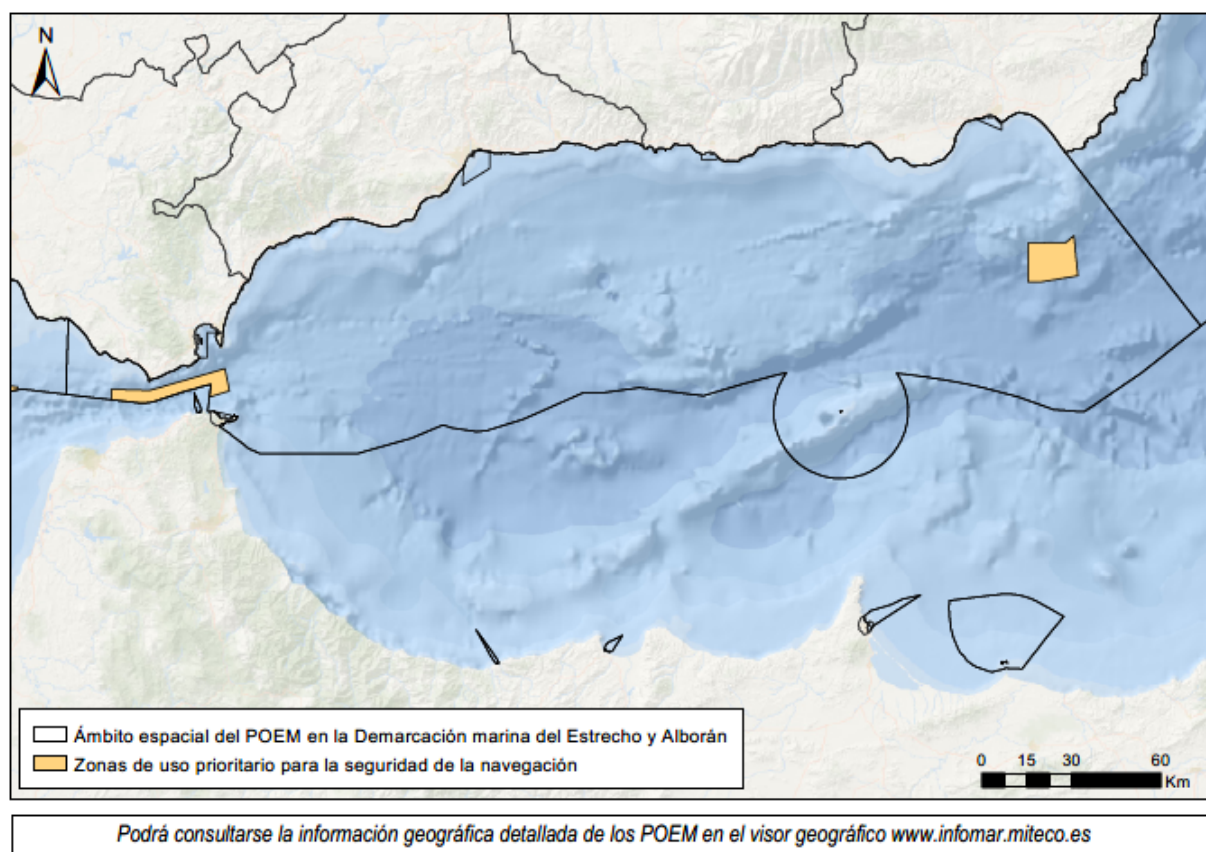 N
Ámbito espacial del POEM en la Demarcación marina del Estrecho y Alborán
Zonas de uso prioritario para la seguridad de la navegación
0 15 30 60
Km
Podrá consultarse la información geográfica detallada de los POEM en el visor geográfico www.infomar.miteco.es